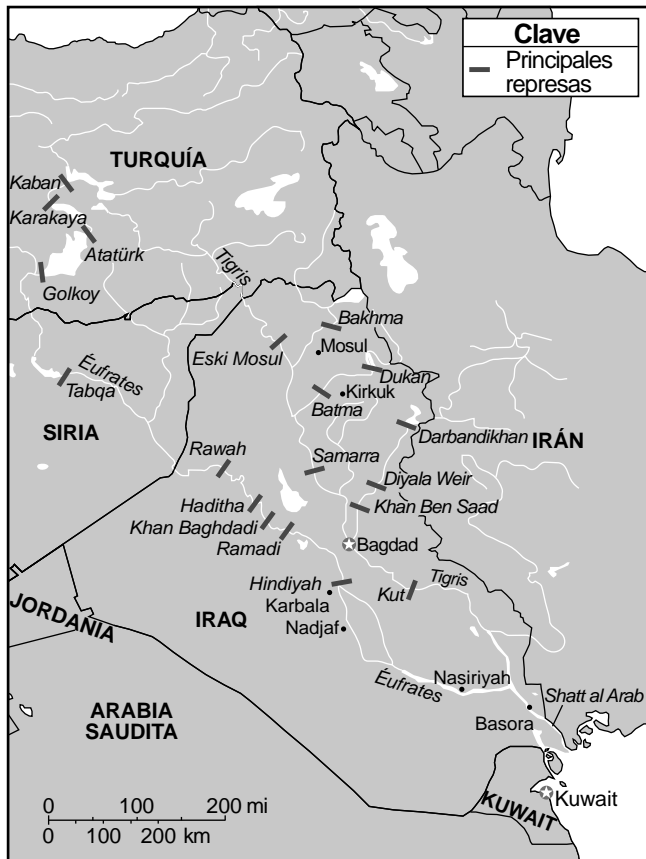 Clave
Principales
represas
TURQUÍA
Kaban
Karakaya
Atatürk
Golkoy
Tigris
Bakhma
Mosul
Eski Mosul
Dukan
Éufrates
Tabqa
Kirkuk
Batma
SIRIA
Darbandikhan
IRÁN
Rawah
Samarra
Diyala Weir
Haditha
Khan Ben Saad
Khan Baghdadi
Ramadi
Bagdad
Hindiyah
Tigris
Karbala
Kut
JORDANIA
IRAQ
Nadjaf
Éufrates
Nasiriyah
Shatt al Arab
Basora
ARABIA
SAUDITA
KUWAIT
Kuwait
0 100 200 mi
0 100 200 km